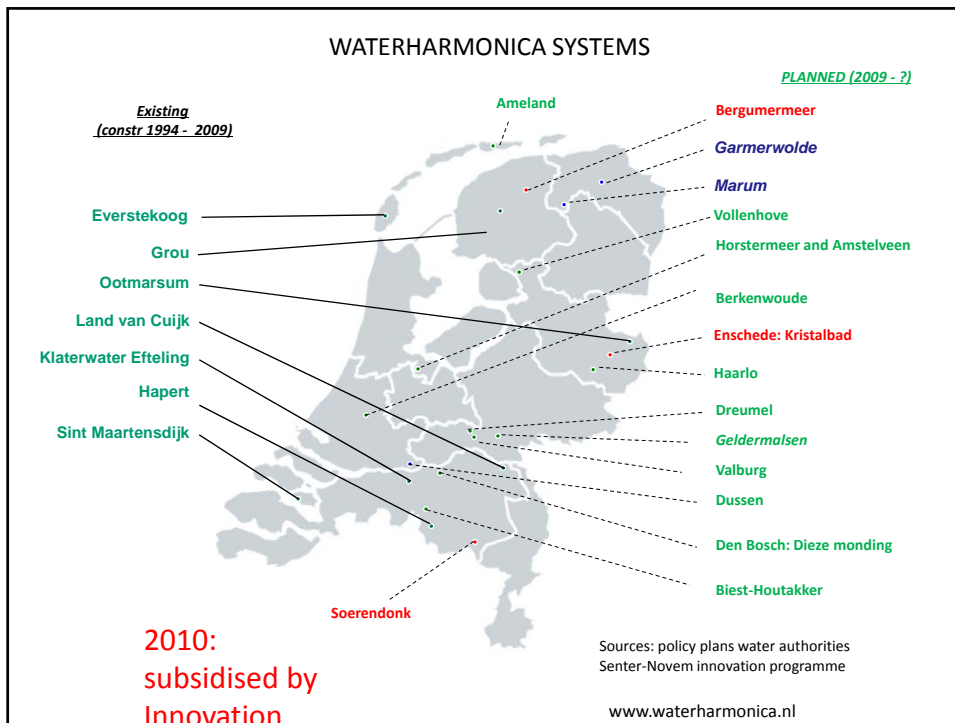 WATERHARMONICA SYSTEMS
PLANNED (2009 - ?)
Existing
(constr 1994 - 2009)
Ameland
Bergumermeer
Garmerwolde
Marum
Vollenhove
Everstekoog
Horstermeer and Amstelveen
Grou
Ootmarsum
Berkenwoude
Land van Cuijk
Enschede: Kristalbad
Klaterwater Efteling
Haarlo
Hapert
Dreumel
Sint Maartensdijk
Geldermalsen
Valburg
Dussen
Den Bosch: Dieze monding
Biest-Houtakker
Soerendonk
2010:
subsidised by
Innovation
Sources: policy plans water authorities
Senter-Novem innovation programme
www.waterharmonica.nl